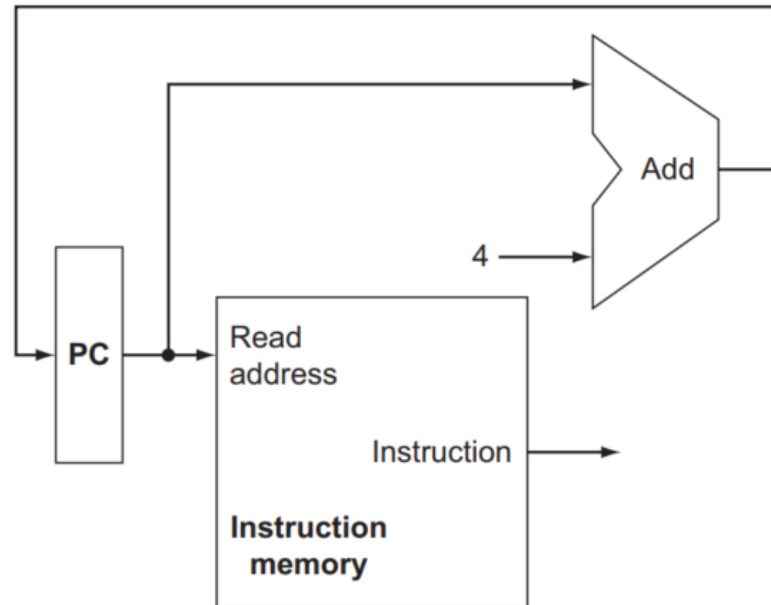 Add
4
PC
Read
address
Instruction
Instruction
memory